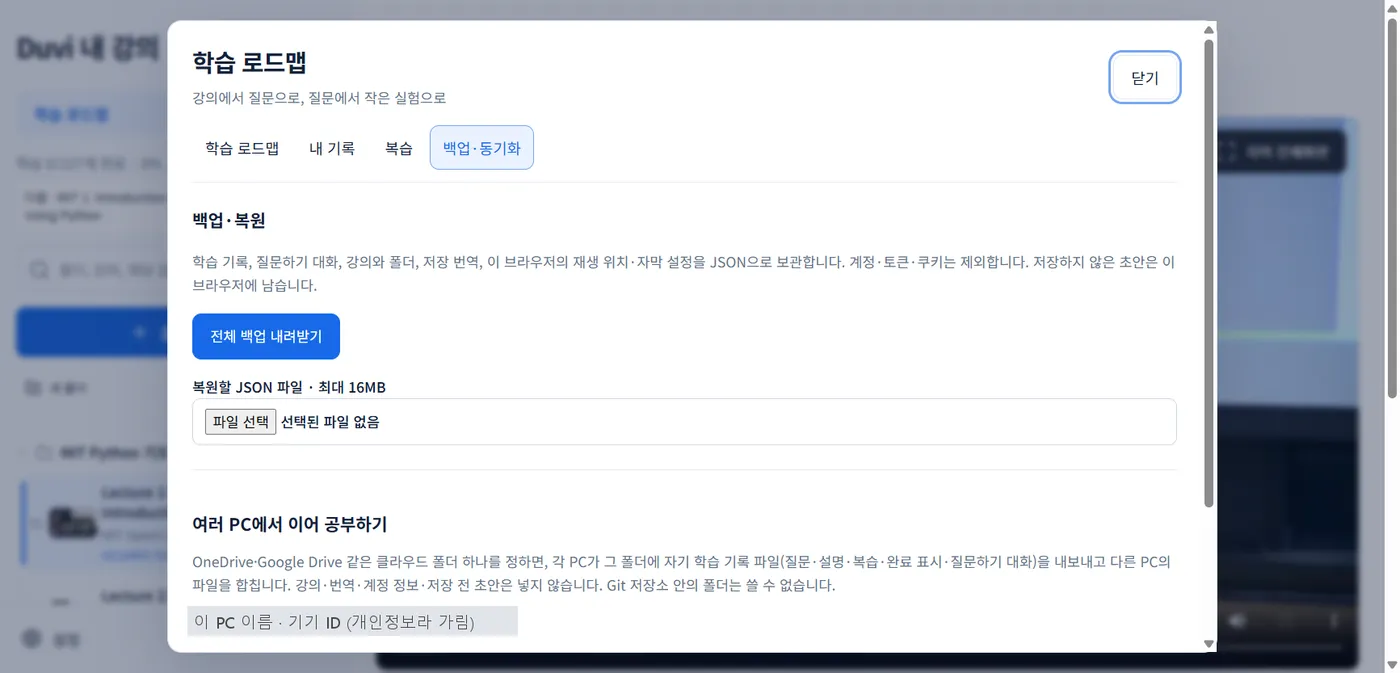 Duvi 내 강의
학습 로드맵
강의에서 질문으로, 질문에서 작은 실험으로
닫기
학습 로드맵 내 기록 복습 백업·동기화
백업·복원
학습 기록, 질문하기 대화, 강의와 폴더, 저장 번역, 이 브라우저의 재생 위치·자막 설정을 JSON으로 보관합니다. 계정·토큰·쿠키는 제외합니다. 저장하지 않은 초안은 이
브라우저에 남습니다.
전체 백업 내려받기
복원할 JSON 파일 · 최대 16MB
파일 선택 선택된 파일 없음
여러 PC에서 이어 공부하기
OneDrive·Google Drive 같은 클라우드 폴더 하나를 정하면, 각 PC가 그 폴더에 자기 학습 기록 파일(질문·설명·복습·완료 표시·질문하기 대화)을 내보내고 다른 PC의
파일을 합칩니다. 강의·번역·계정 정보·저장 전 초안은 넣지 않습니다. Git 저장소 안의 폴더는 쓸 수 없습니다.
이 PC 이름 · 기기 ID (개인정보라 가림)